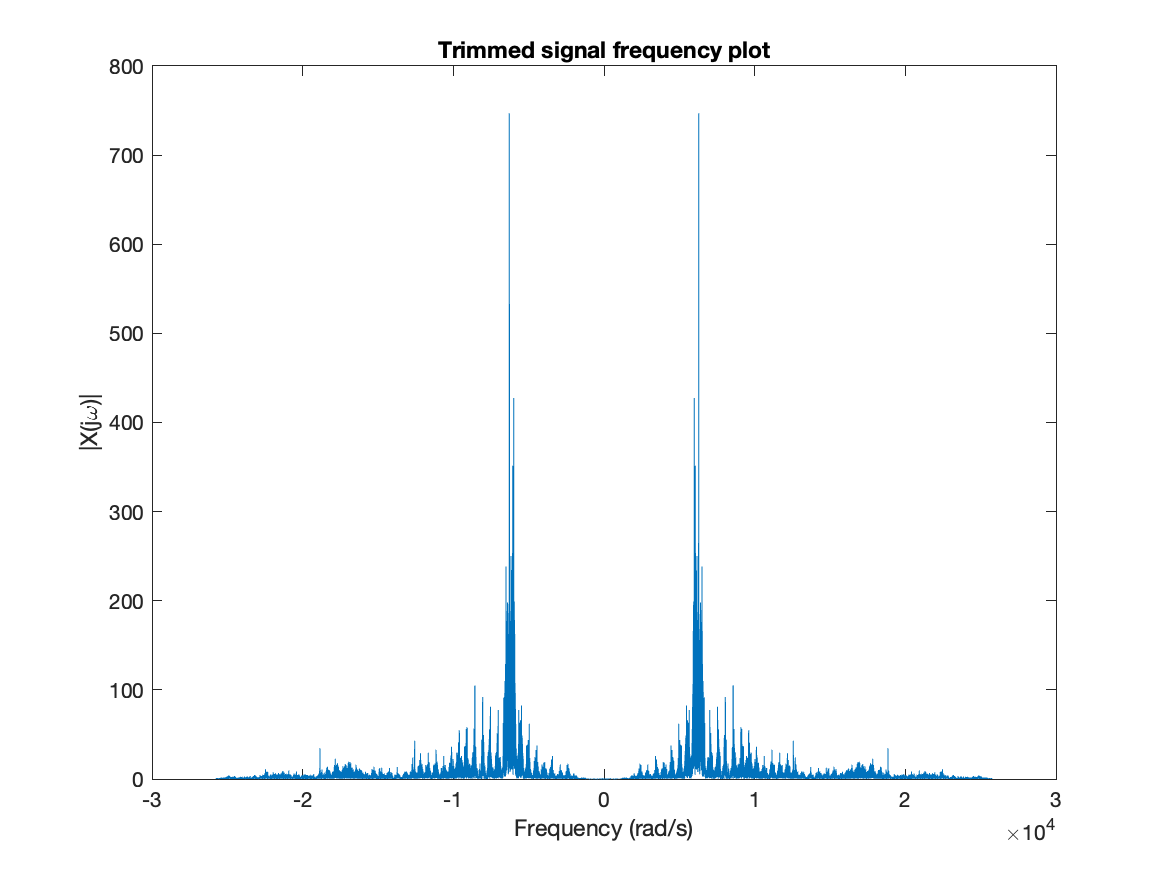 Trimmed signal frequency plot
800
700
600
500
400
300
200
100
0
|X(jω)|
-3 -2 -1 0 1 2 3
Frequency (rad/s)
×10⁴